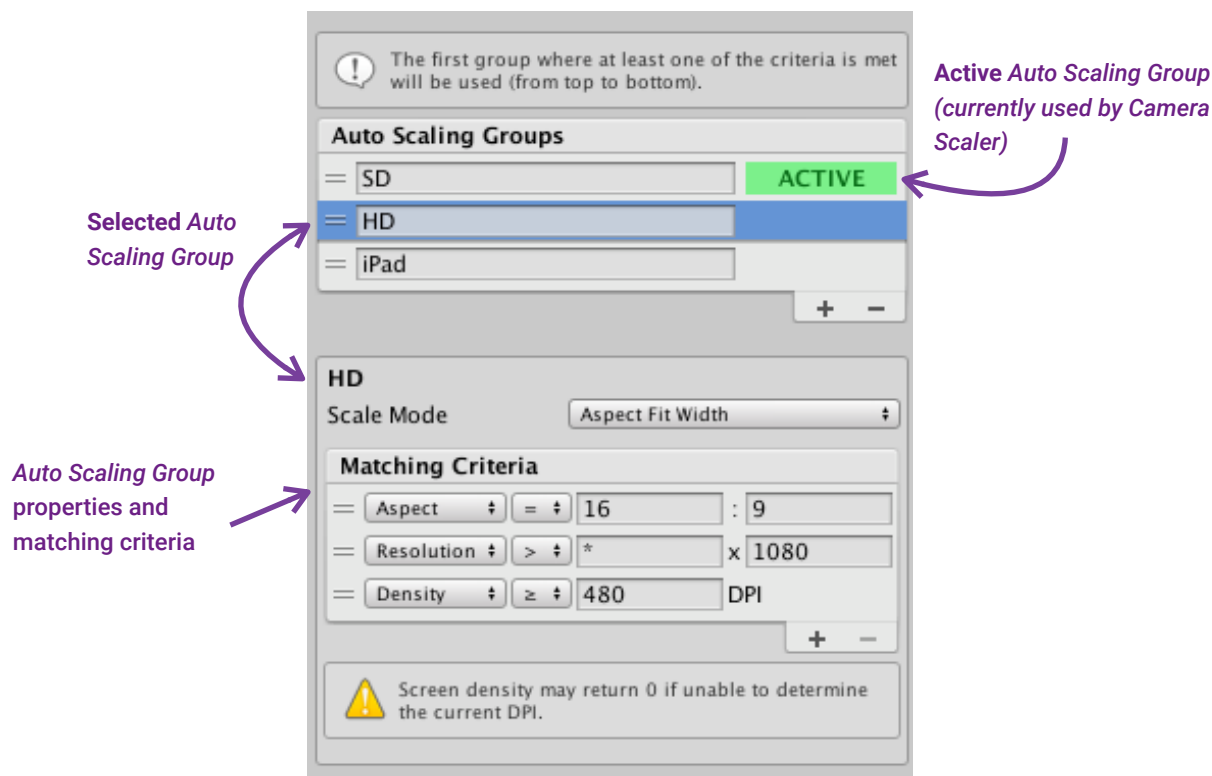 The first group where at least one of the criteria is met
will be used (from top to bottom).
Active Auto Scaling Group
(currently used by Camera
Scaler)
Auto Scaling Groups
SD
ACTIVE
Selected Auto
Scaling Group
HD
iPad
+ −
HD
Scale Mode
Aspect Fit Width
Auto Scaling Group
properties and
matching criteria
Matching Criteria
Aspect = 16 : 9
Resolution > * x 1080
Density ≥ 480 DPI
+ −
Screen density may return 0 if unable to determine
the current DPI.